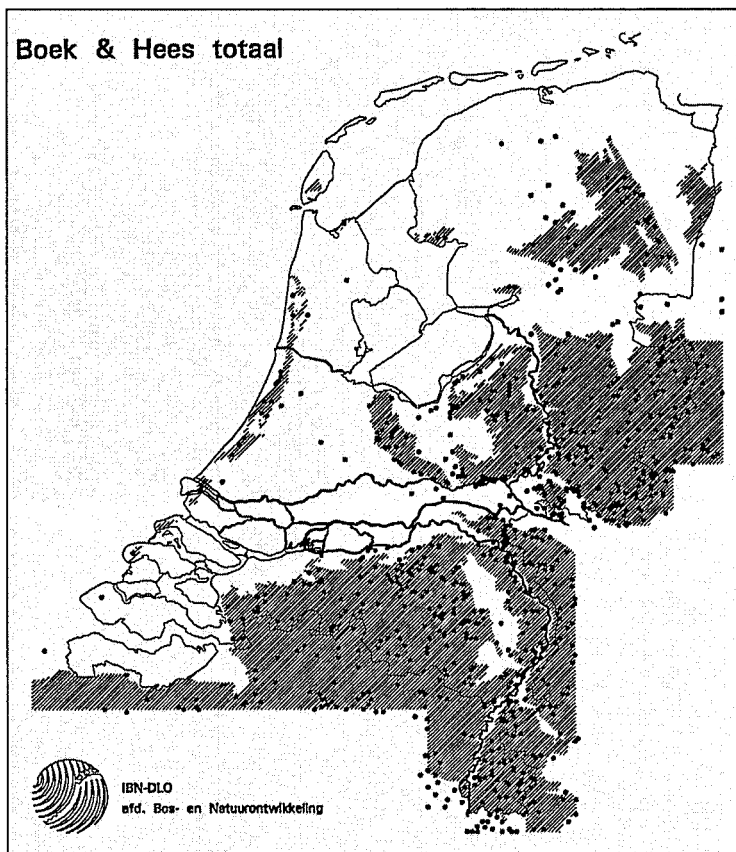 Boek & Hees totaal
IBN-DLO
afd. Bos- en Natuurontwikkeling